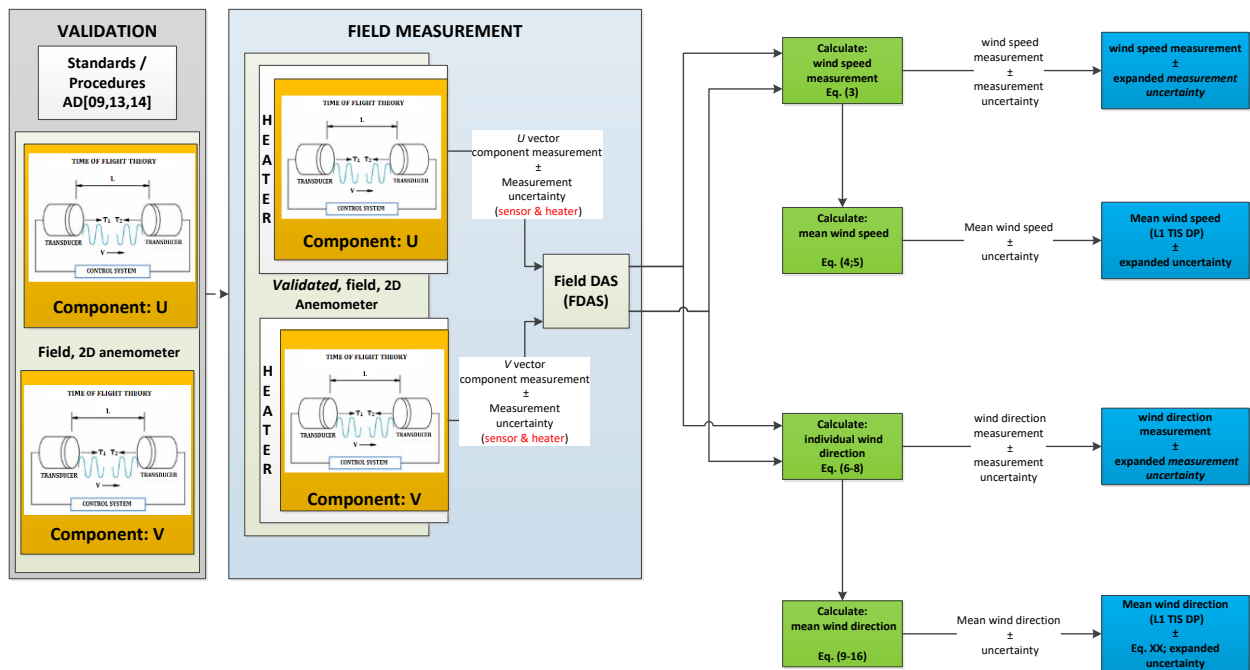 VALIDATION
Standards /
Procedures
AD[09,13,14]
TIME OF FLIGHT THEORY
L
T₁ T₂
TRANSDUCER
TRANSDUCER
V
CONTROL SYSTEM
Component: U
Field, 2D anemometer
TIME OF FLIGHT THEORY
L
T₁ T₂
TRANSDUCER
TRANSDUCER
V
CONTROL SYSTEM
Component: V
FIELD MEASUREMENT
HEATER
TIME OF FLIGHT THEORY
L
T₁ T₂
TRANSDUCER
TRANSDUCER
V
CONTROL SYSTEM
Component: U
Validated, field, 2D
Anemometer
HEATER
TIME OF FLIGHT THEORY
L
T₁ T₂
TRANSDUCER
TRANSDUCER
V
CONTROL SYSTEM
Component: V
U vector
component measurement
±
Measurement
uncertainty
(sensor & heater)
V vector
component measurement
±
Measurement
uncertainty
(sensor & heater)
Field DAS
(FDAS)
Calculate:
wind speed
measurement
Eq. (3)
wind speed
measurement
±
measurement
uncertainty
wind speed measurement
±
expanded measurement
uncertainty
Calculate:
mean wind speed
Eq. (4;5)
Mean wind speed
±
uncertainty
Mean wind speed
(L1 TIS DP)
±
expanded uncertainty
Calculate:
individual wind
direction
Eq. (6-8)
wind direction
measurement
±
measurement
uncertainty
wind direction
measurement
±
expanded measurement
uncertainty
Calculate:
mean wind direction
Eq. (9-16)
Mean wind direction
±
uncertainty
Mean wind direction
(L1 TIS DP)
±
Eq. XX; expanded
uncertainty